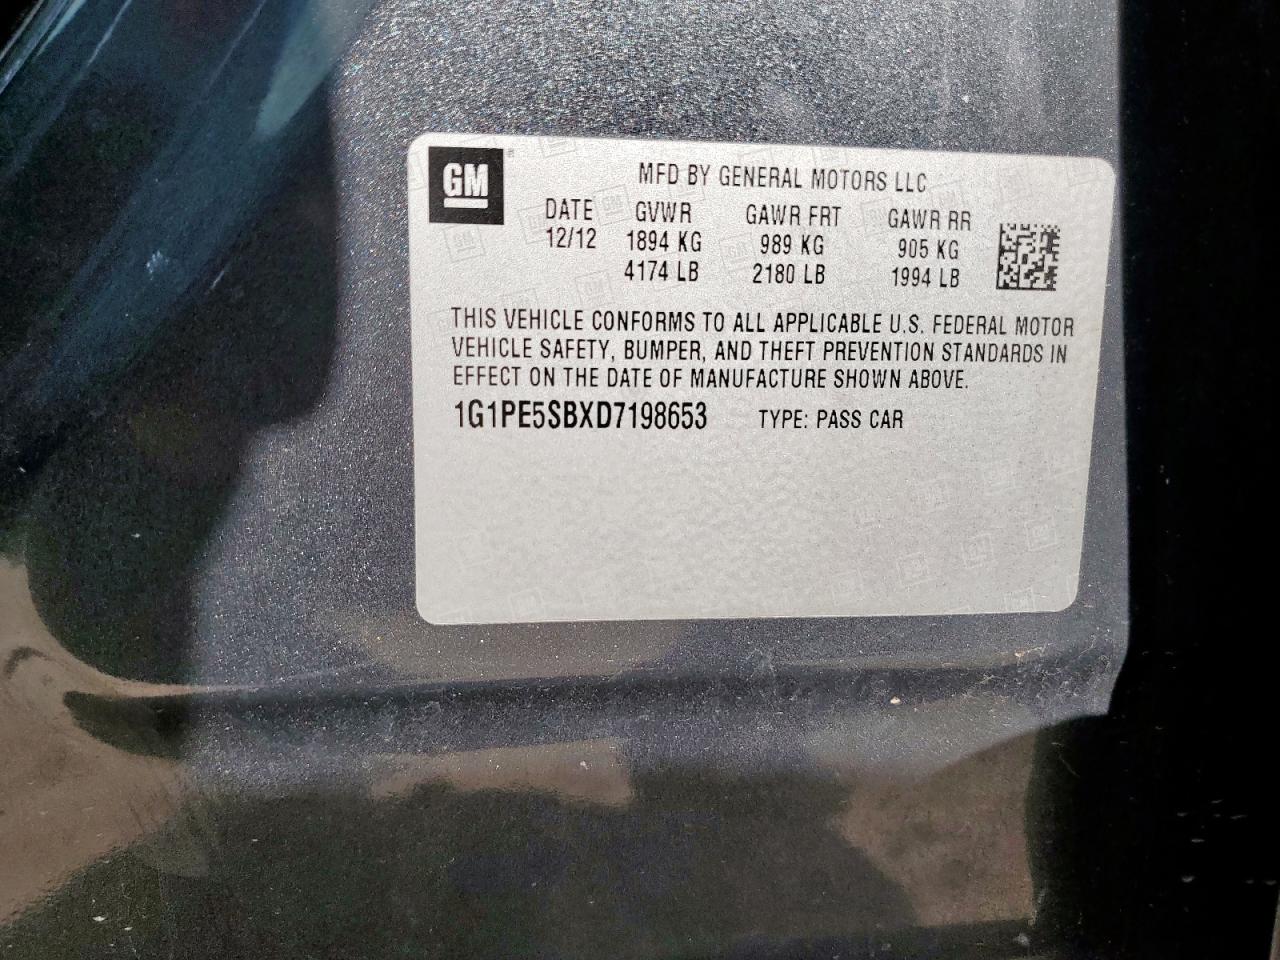 GM
MFD BY GENERAL MOTORS LLC
DATE GVWR GAWR FRT GAWR RR
12/12 1894 KG 989 KG 905 KG
4174 LB 2180 LB 1994 LB
THIS VEHICLE CONFORMS TO ALL APPLICABLE U.S. FEDERAL MOTOR
VEHICLE SAFETY, BUMPER, AND THEFT PREVENTION STANDARDS IN
EFFECT ON THE DATE OF MANUFACTURE SHOWN ABOVE.
1G1PE5SBXD7198653 TYPE: PASS CAR